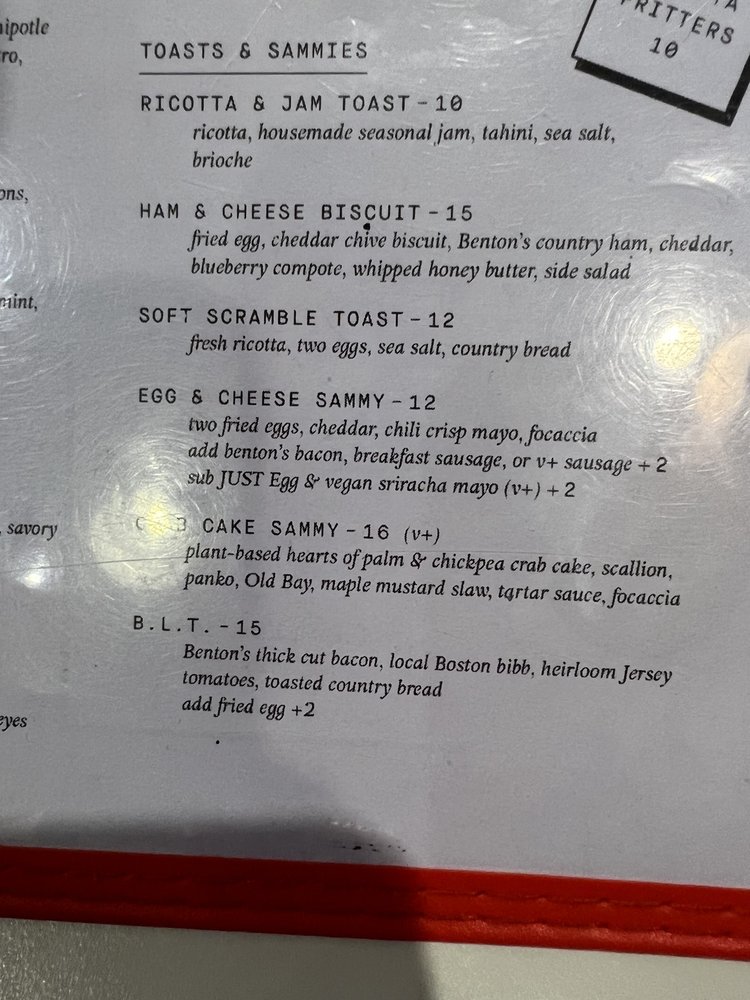 ipotle
ro,
ons,
mint,
, savory
eyes
FRITTERS
10
TOASTS & SAMMIES
RICOTTA & JAM TOAST - 10
ricotta, housemade seasonal jam, tahini, sea salt,
brioche
HAM & CHEESE BISCUIT - 15
fried egg, cheddar chive biscuit, Benton's country ham, cheddar,
blueberry compote, whipped honey butter, side salad
SOFT SCRAMBLE TOAST - 12
fresh ricotta, two eggs, sea salt, country bread
EGG & CHEESE SAMMY - 12
two fried eggs, cheddar, chili crisp mayo, focaccia
add benton's bacon, breakfast sausage, or v+ sausage + 2
sub JUST Egg & vegan sriracha mayo (v+) + 2
CAKE SAMMY - 16 (v+)
plant-based hearts of palm & chickpea crab cake, scallion,
panko, Old Bay, maple mustard slaw, tartar sauce, focaccia
B.L.T. - 15
Benton's thick cut bacon, local Boston bibb, heirloom Jersey
tomatoes, toasted country bread
add fried egg +2